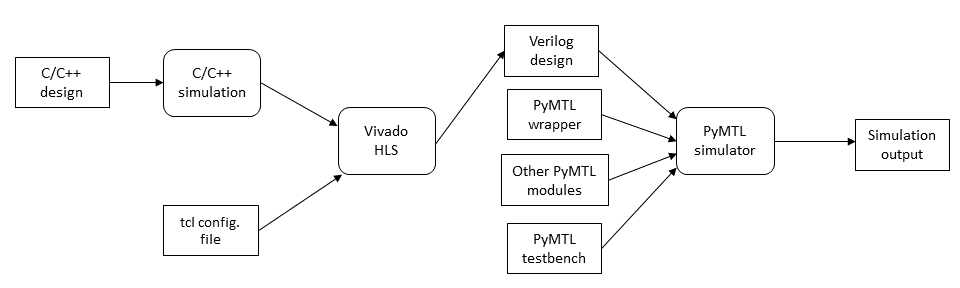 C/C++
design
C/C++
simulation
tcl config.
file
Vivado
HLS
Verilog
design
PyMTL
wrapper
Other PyMTL
modules
PyMTL
testbench
PyMTL
simulator
Simulation
output